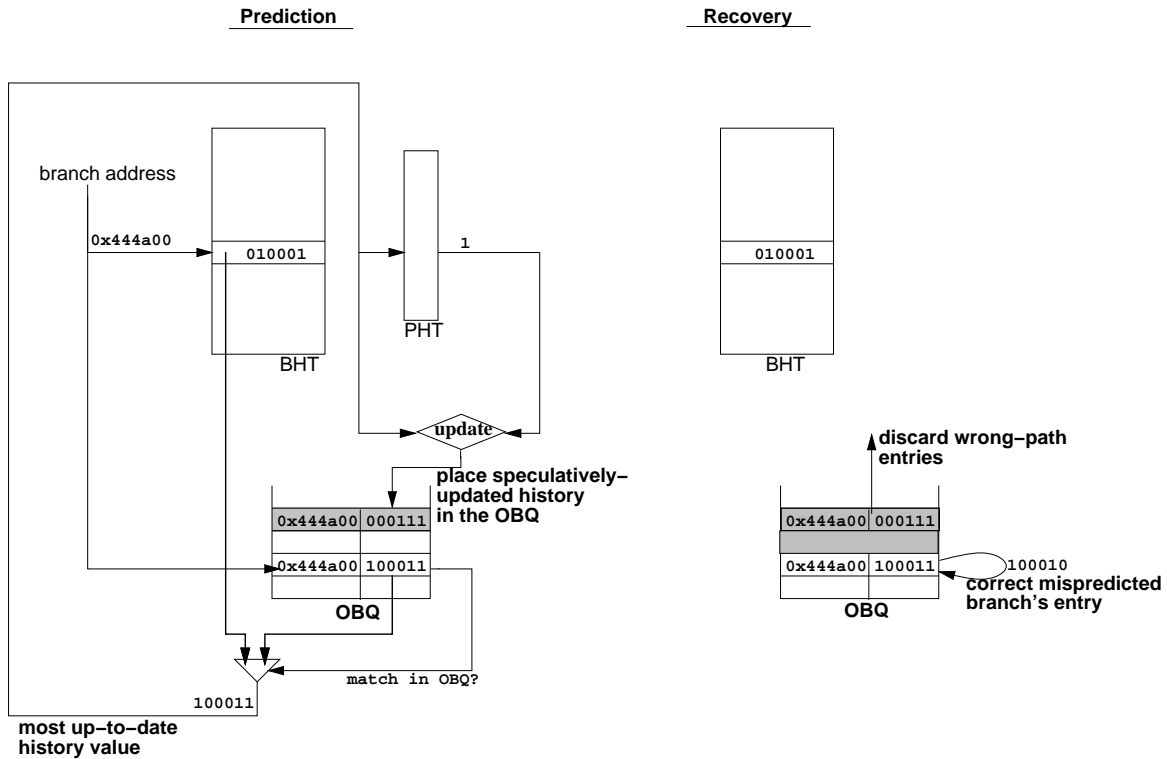 Prediction
Recovery
branch address
0x444a00
010001
1
010001
PHT
BHT
BHT
update
place speculatively–
updated history
in the OBQ
discard wrong–path
entries
0x444a00 000111
0x444a00 000111
0x444a00 100011
0x444a00 100011
100010
correct mispredicted
branch's entry
OBQ
OBQ
match in OBQ?
100011
most up–to–date
history value